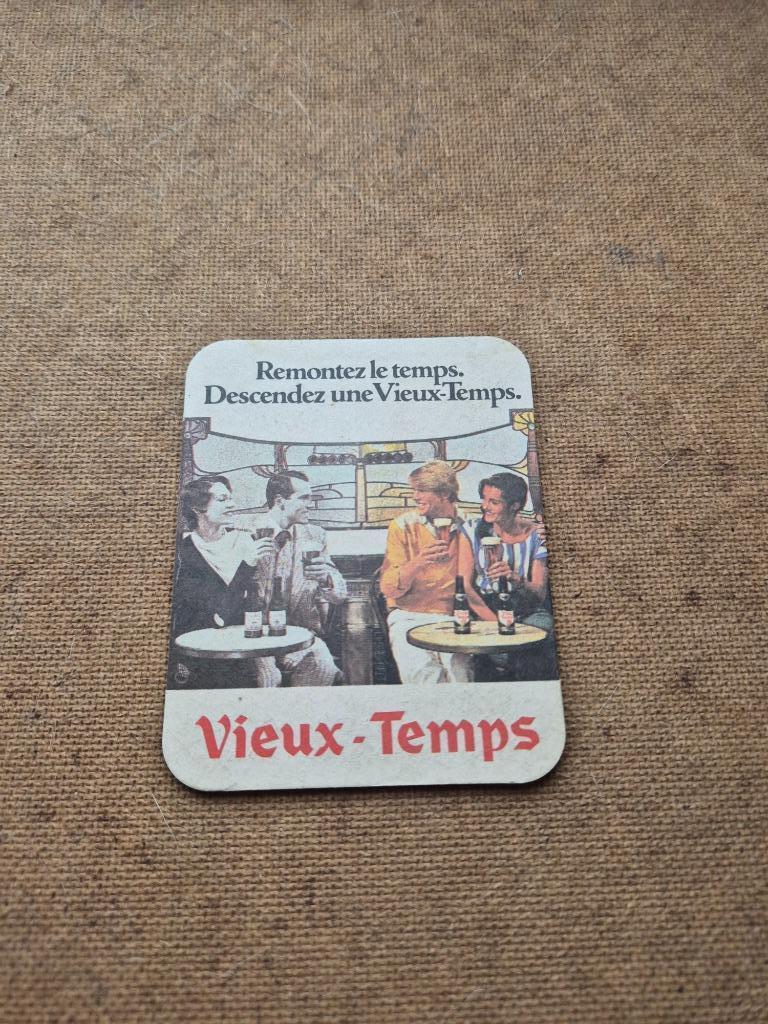 Remontez le temps.
Descendez une Vieux-Temps.
Vieux-Temps